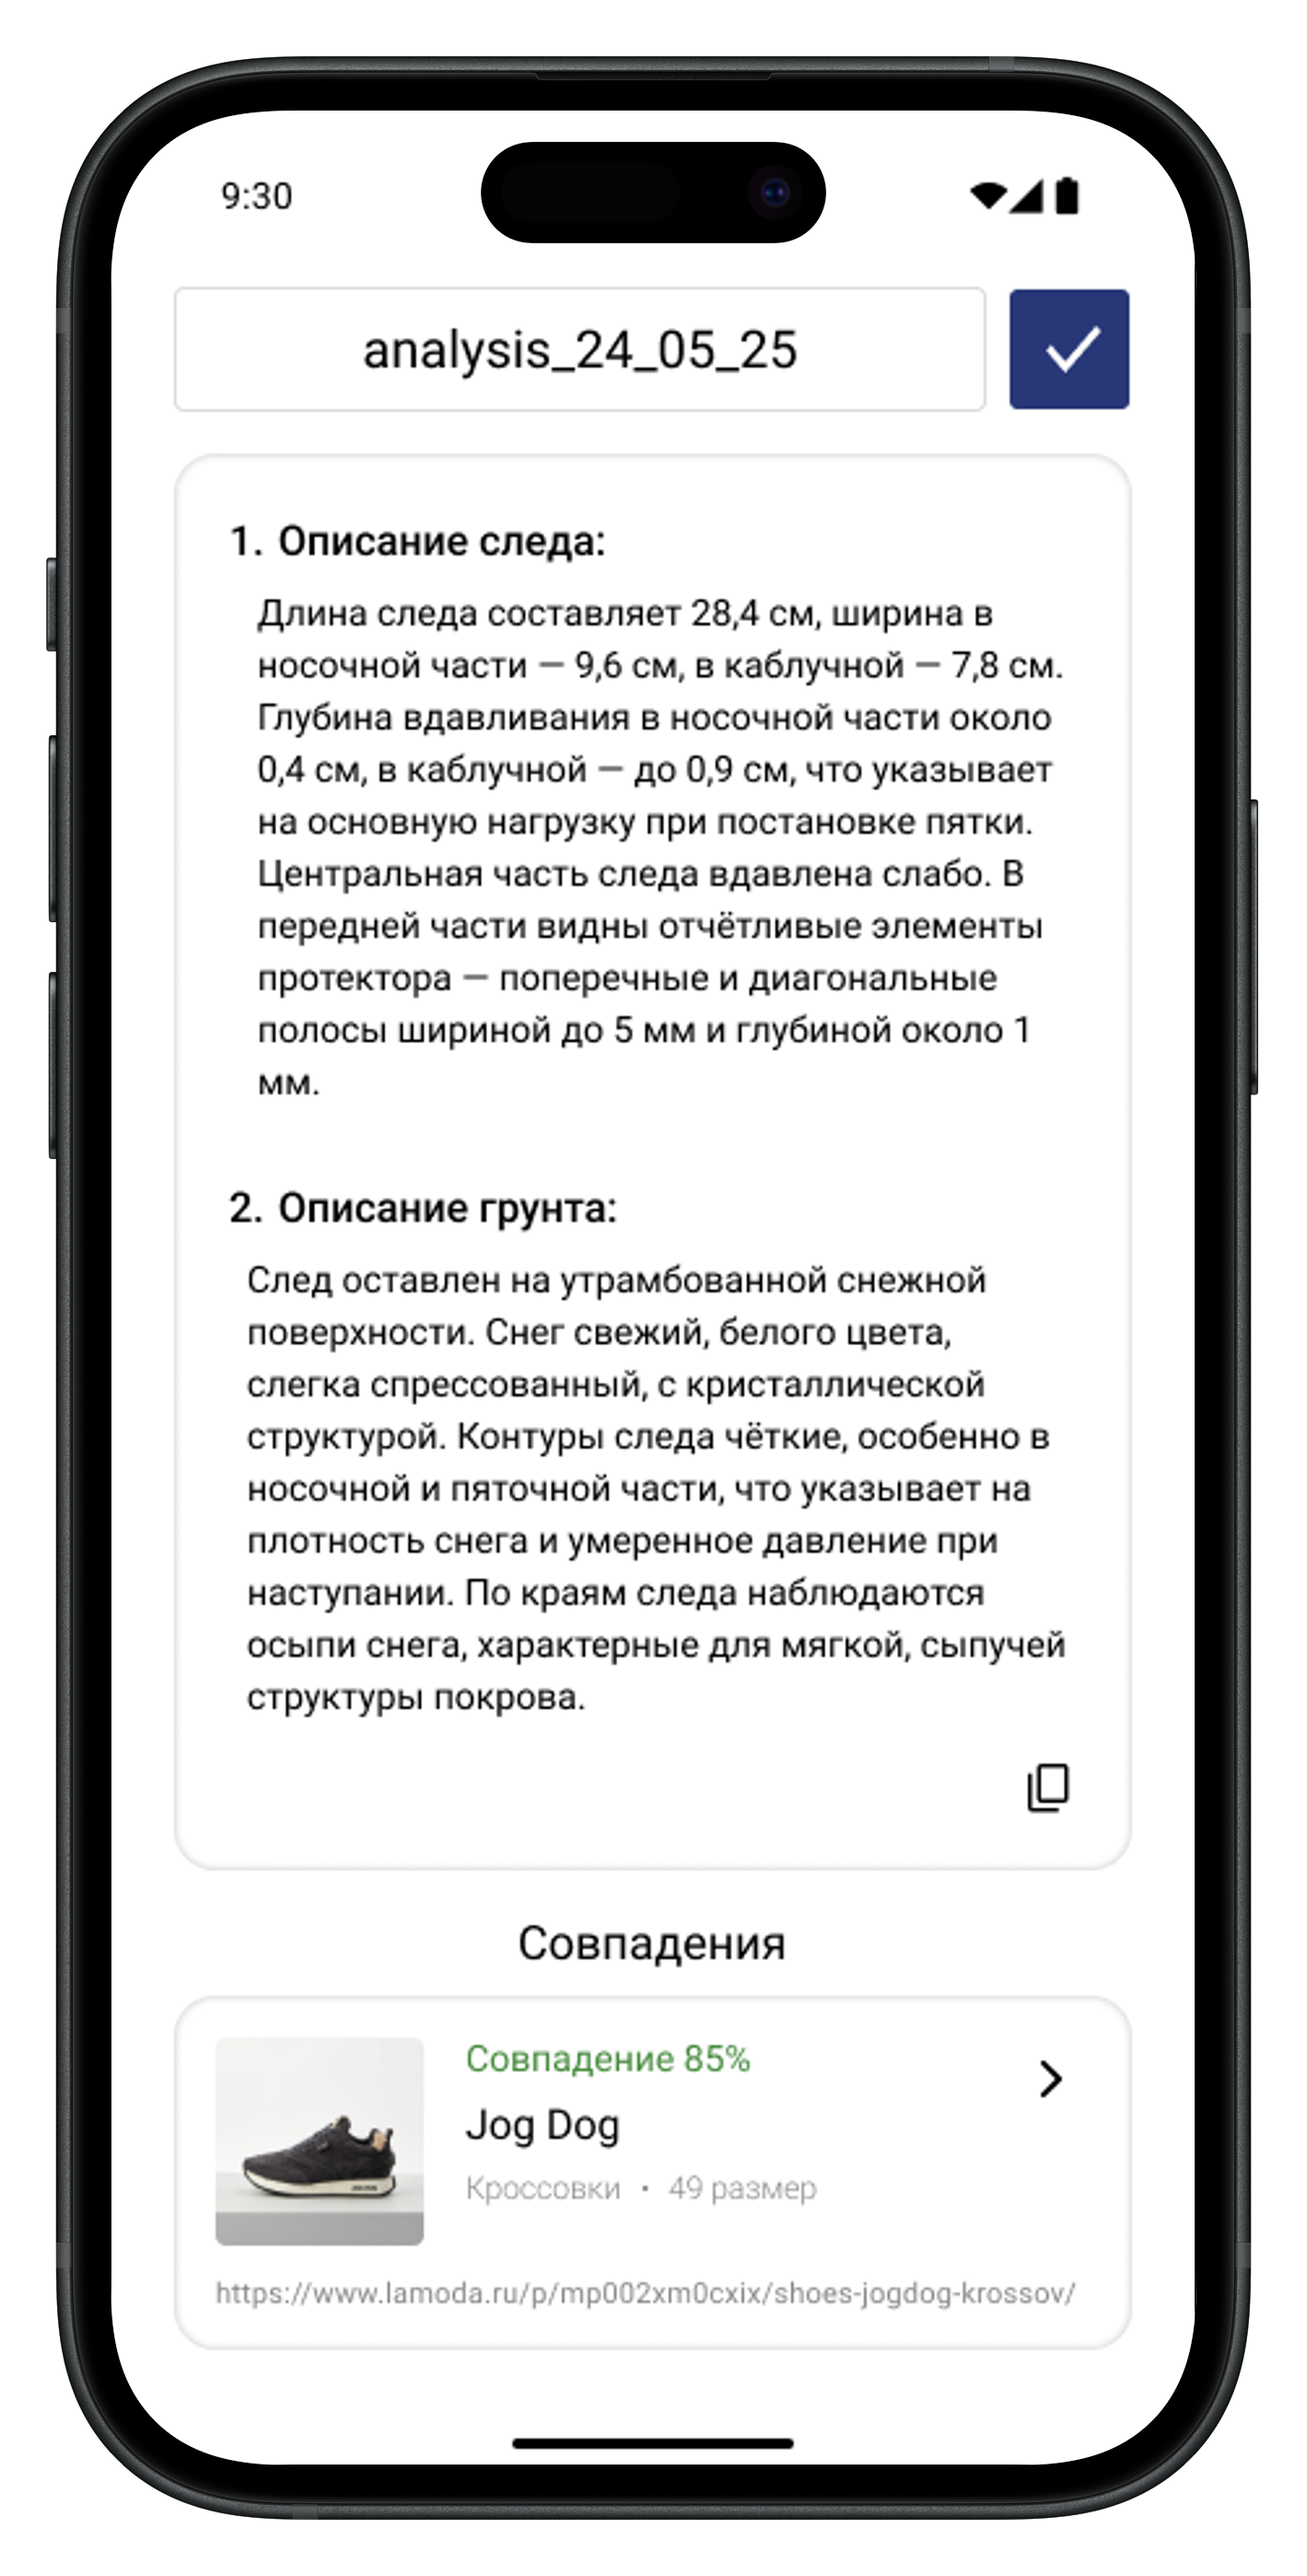 9:30
analysis_24_05_25
1. Описание следа:
Длина следа составляет 28,4 см, ширина в
носочной части — 9,6 см, в каблучной — 7,8 см.
Глубина вдавливания в носочной части около
0,4 см, в каблучной — до 0,9 см, что указывает
на основную нагрузку при постановке пятки.
Центральная часть следа вдавлена слабо. В
передней части видны отчётливые элементы
протектора — поперечные и диагональные
полосы шириной до 5 мм и глубиной около 1
мм.
2. Описание грунта:
След оставлен на утрамбованной снежной
поверхности. Снег свежий, белого цвета,
слегка спрессованный, с кристаллической
структурой. Контуры следа чёткие, особенно в
носочной и пяточной части, что указывает на
плотность снега и умеренное давление при
наступании. По краям следа наблюдаются
осыпи снега, характерные для мягкой, сыпучей
структуры покрова.
Совпадения
Совпадение 85%
Jog Dog
Кроссовки • 49 размер
https://www.lamoda.ru/p/mp002xm0cxix/shoes-jogdog-krossov/